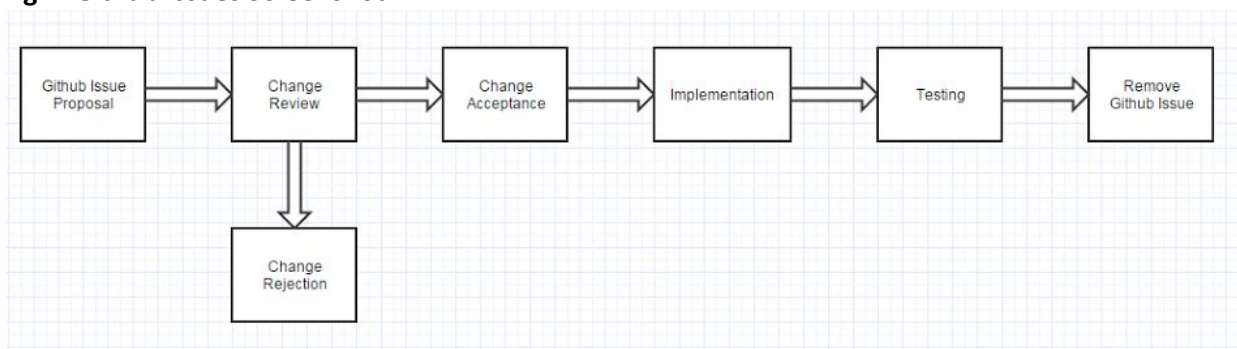 Github Issue
Proposal
Change
Review
Change
Acceptance
Implementation
Testing
Remove
Github Issue
Change
Rejection